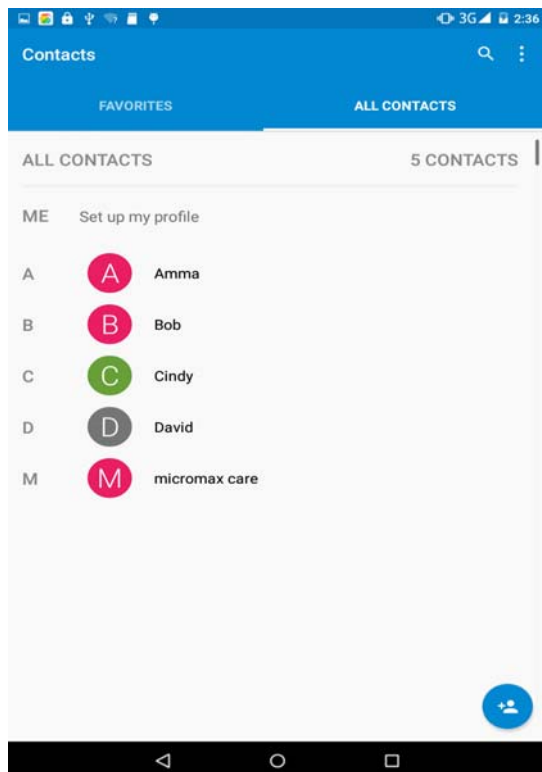 3G 2:36
Contacts
FAVORITES ALL CONTACTS
ALL CONTACTS 5 CONTACTS
ME Set up my profile
A A Amma
B B Bob
C C Cindy
D D David
M M micromax care